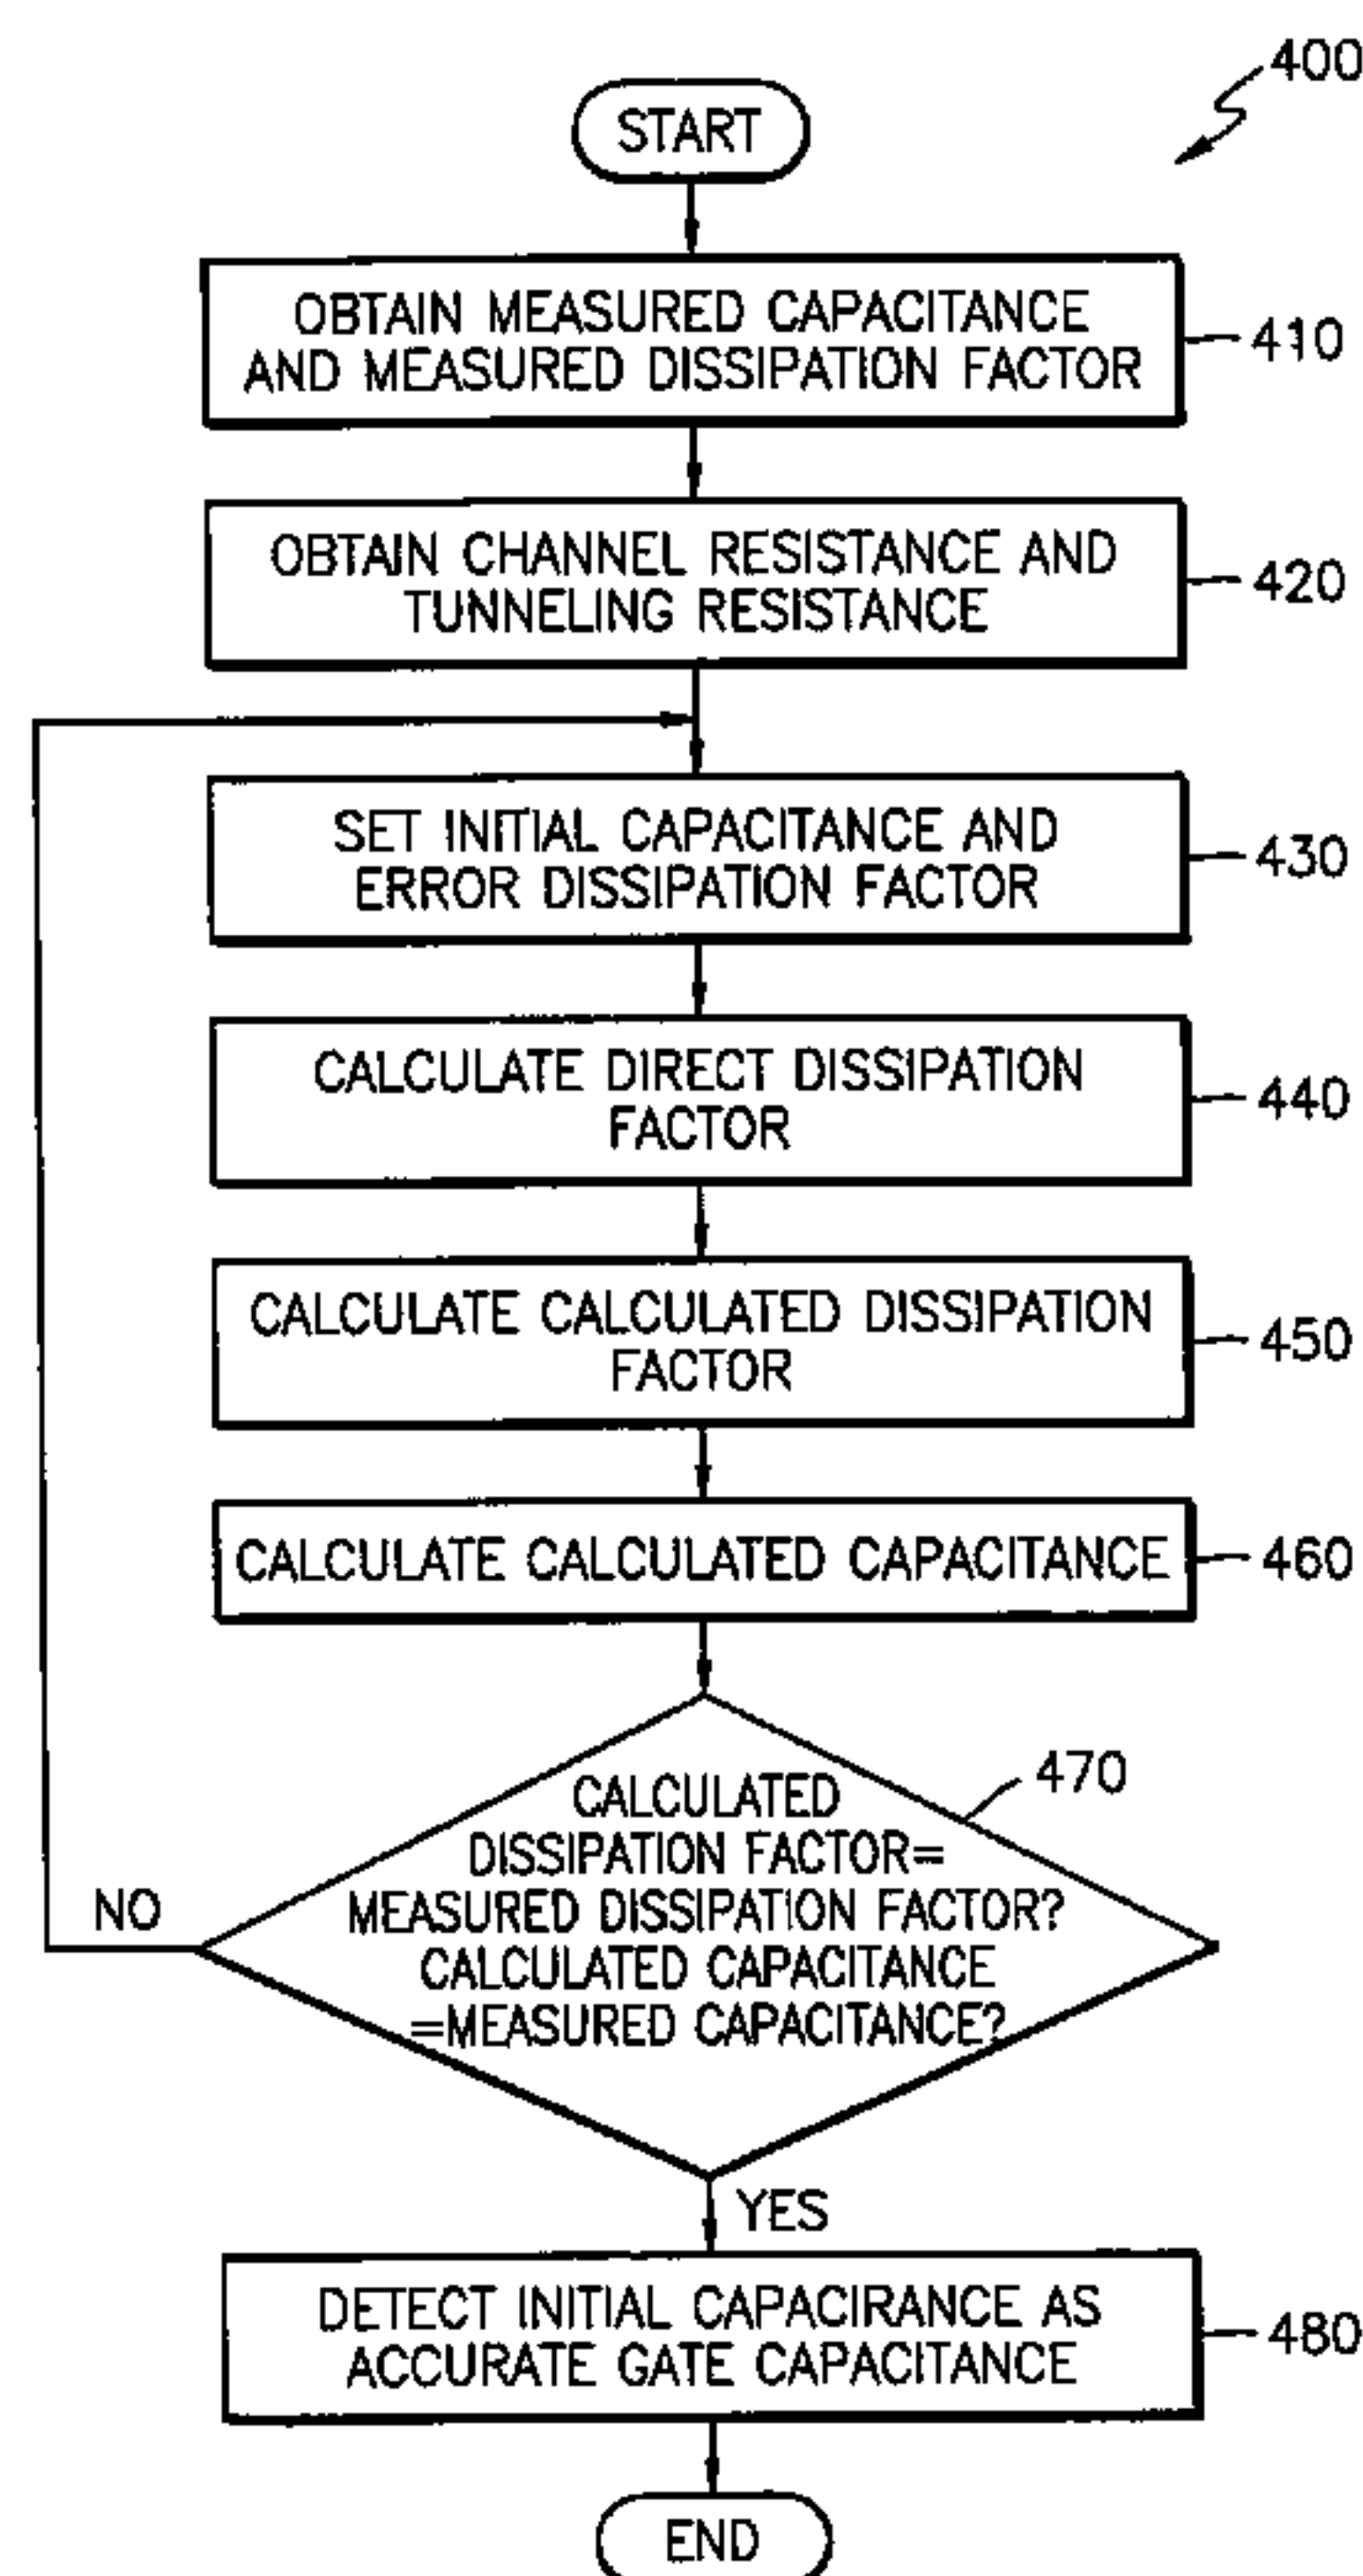 400
START
OBTAIN MEASURED CAPACITANCE
AND MEASURED DISSIPATION FACTOR
410
OBTAIN CHANNEL RESISTANCE AND
TUNNELING RESISTANCE
420
SET INITIAL CAPACITANCE AND
ERROR DISSIPATION FACTOR
430
CALCULATE DIRECT DISSIPATION
FACTOR
440
CALCULATE CALCULATED DISSIPATION
FACTOR
450
CALCULATE CALCULATED CAPACITANCE
460
470
CALCULATED
DISSIPATION FACTOR=
MEASURED DISSIPATION FACTOR?
CALCULATED CAPACITANCE
=MEASURED CAPACITANCE?
NO
YES
DETECT INITIAL CAPACIRANCE AS
ACCURATE GATE CAPACITANCE
480
END